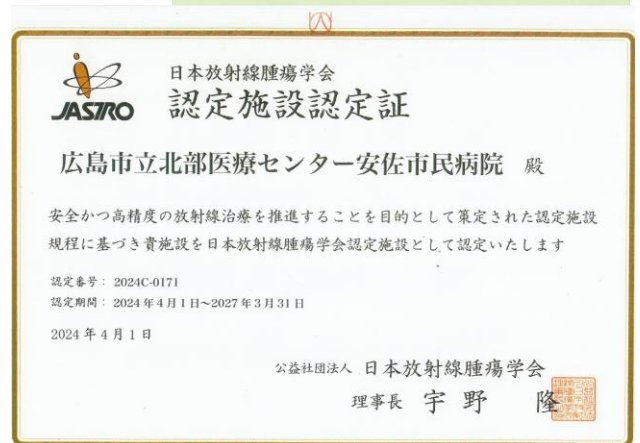 JASTRO
日本放射線腫瘍学会
認定施設認定証
広島市立北部医療センター安佐市民病院 殿
安全かつ高精度の放射線治療を推進することを目的として策定された認定施設
規程に基づき貴施設を日本放射線腫瘍学会認定施設として認定いたします
認定番号： 2024C-0171
認定期間： 2024年4月1日～2027年3月31日
2024年4月1日
公益社団法人 日本放射線腫瘍学会
理事長 宇野 隆